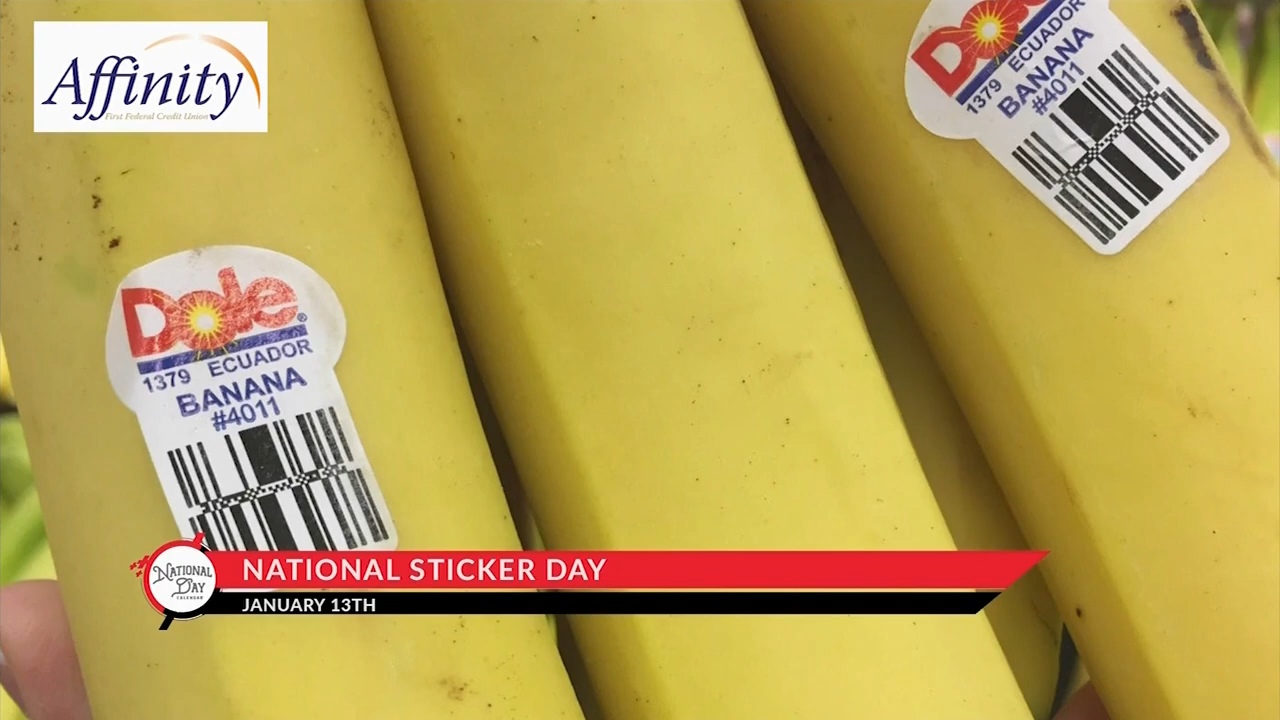 Affinity
First Federal Credit Union
Dole
1379 ECUADOR
BANANA
#4011
Dole®
1379 ECUADOR
BANANA
#4011
NATIONAL DAY
CALENDAR
NATIONAL STICKER DAY
JANUARY 13TH